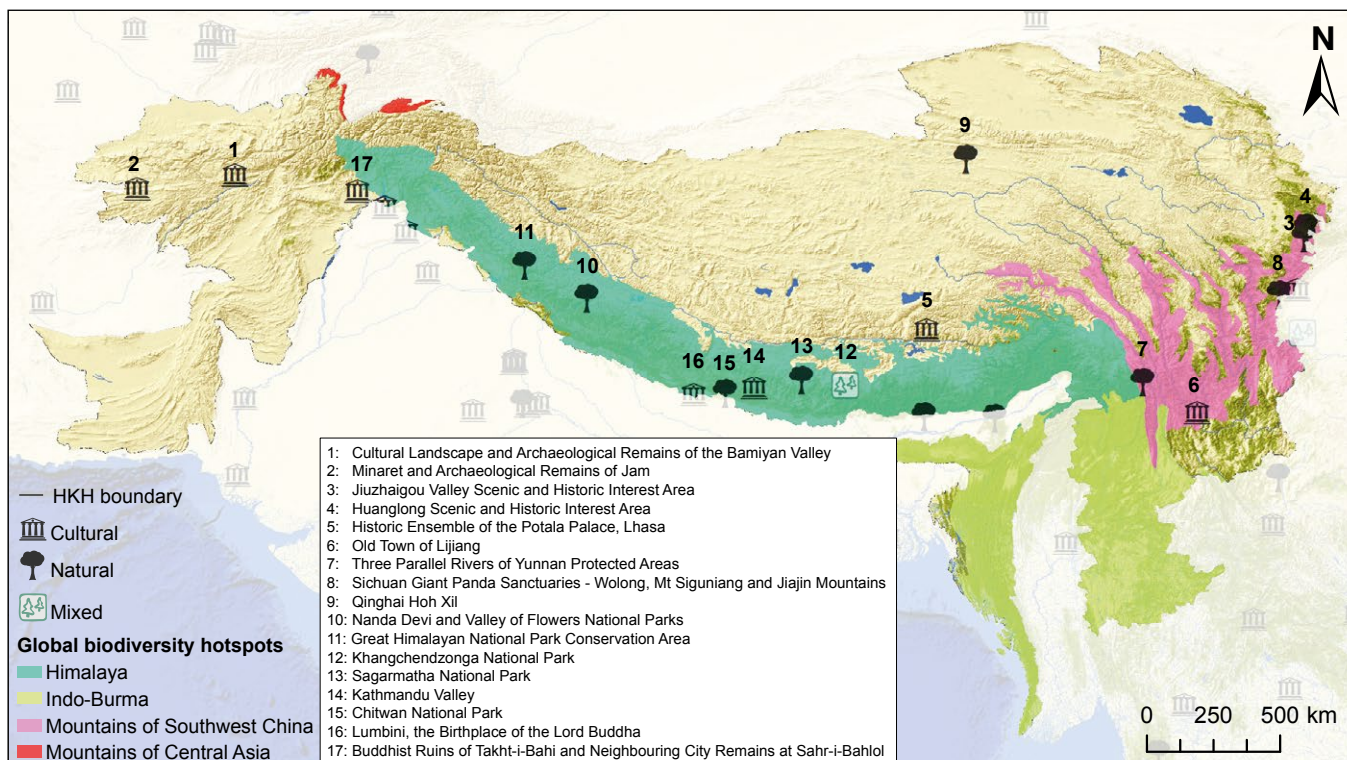 N
9
1
2
17
4
3
11
8
10
5
13
12
7
14
16
15
6
1: Cultural Landscape and Archaeological Remains of the Bamiyan Valley
2: Minaret and Archaeological Remains of Jam
3: Jiuzhaigou Valley Scenic and Historic Interest Area
4: Huanglong Scenic and Historic Interest Area
5: Historic Ensemble of the Potala Palace, Lhasa
6: Old Town of Lijiang
7: Three Parallel Rivers of Yunnan Protected Areas
8: Sichuan Giant Panda Sanctuaries - Wolong, Mt Siguniang and Jiajin Mountains
9: Qinghai Hoh Xil
10: Nanda Devi and Valley of Flowers National Parks
11: Great Himalayan National Park Conservation Area
12: Khangchendzonga National Park
13: Sagarmatha National Park
14: Kathmandu Valley
15: Chitwan National Park
16: Lumbini, the Birthplace of the Lord Buddha
17: Buddhist Ruins of Takht-i-Bahi and Neighbouring City Remains at Sahr-i-Bahlol
HKH boundary
Cultural
Natural
Mixed
Global biodiversity hotspots
Himalaya
Indo-Burma
Mountains of Southwest China
Mountains of Central Asia
0 250 500 km